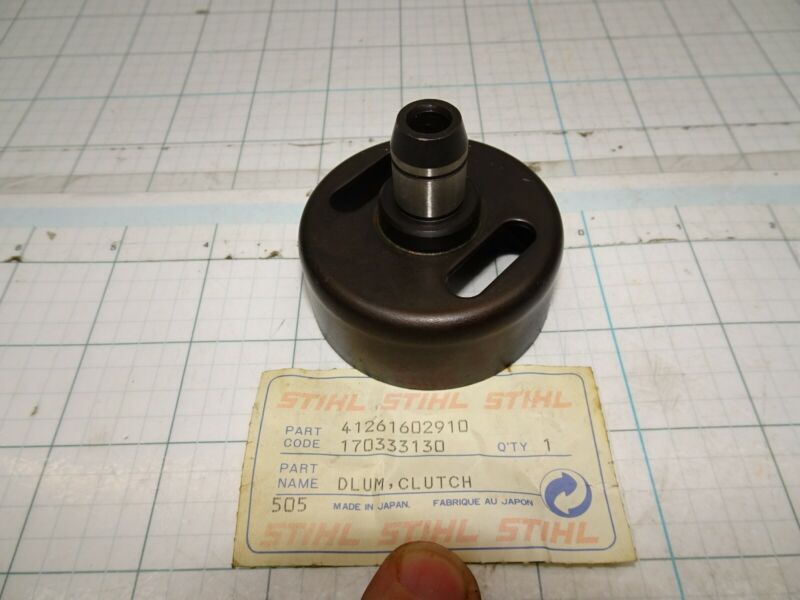 STIHL STIHL STIHL
PART CODE 41261602910
170333130 Q'TY 1
PART NAME DLUM,CLUTCH
505 MADE IN JAPAN. FABRIQUE AU JAPON
STIHL STIHL STIHL